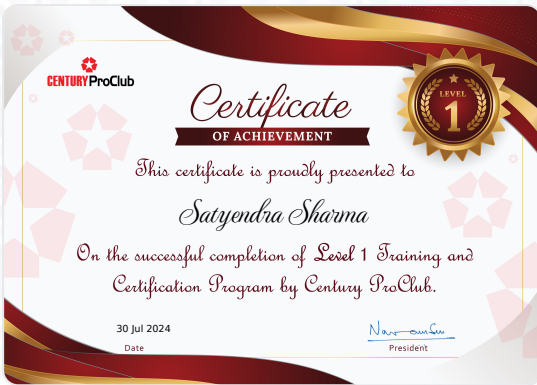 CENTURY ProClub
Certificate
OF ACHIEVEMENT
LEVEL
1
This certificate is proudly presented to
Satyendra Sharma
On the successful completion of Level 1 Training and
Certification Program by Century ProClub.
30 Jul 2024
Date
President